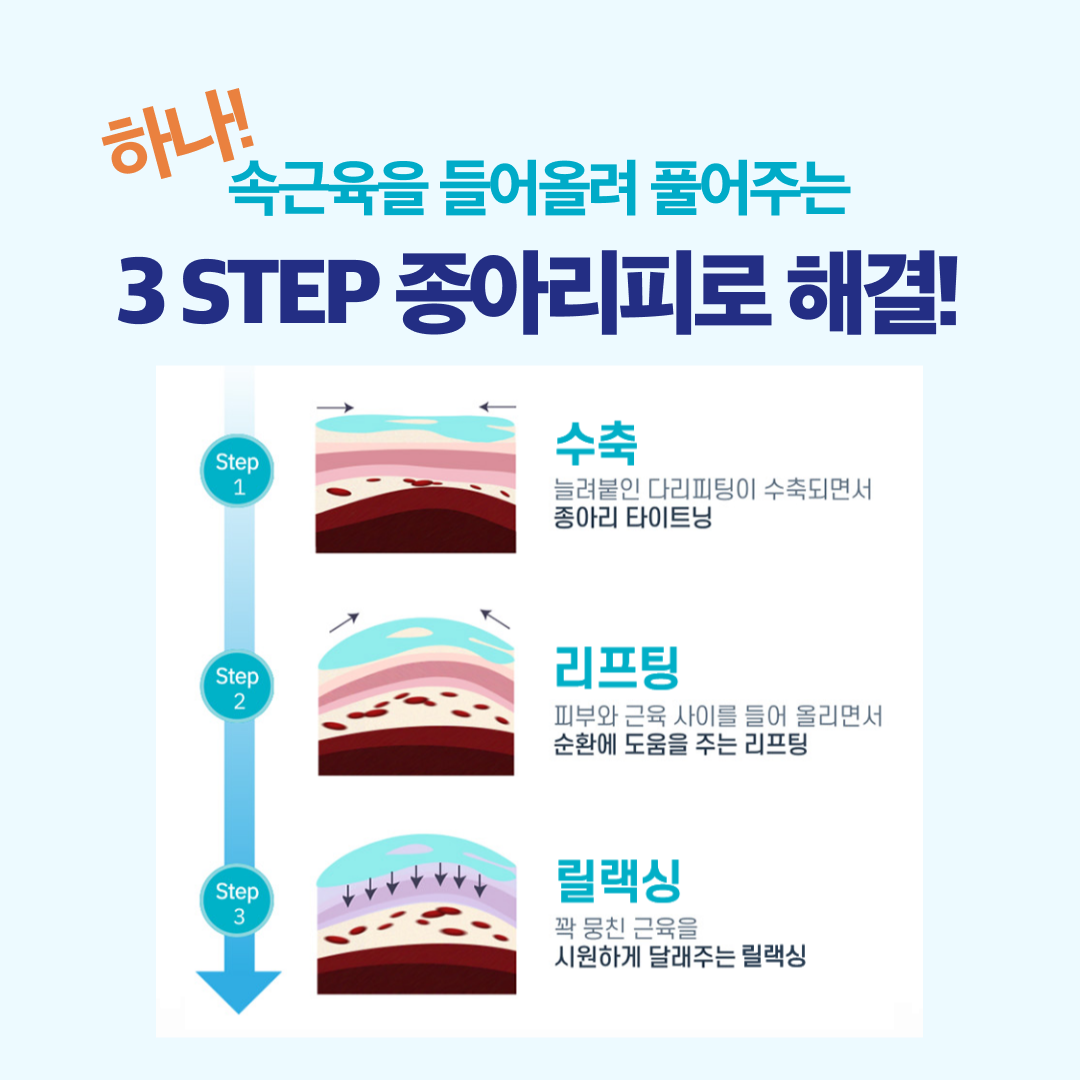 하나!
속근육을 들어올려 풀어주는
3 STEP 종아리피로 해결!
Step
1
수축
늘려붙인 다리피팅이 수축되면서
종아리 타이트닝
Step
2
리프팅
피부와 근육 사이를 들어 올리면서
순환에 도움을 주는 리프팅
Step
3
릴랙싱
꽉 뭉친 근육을
시원하게 달래주는 릴랙싱